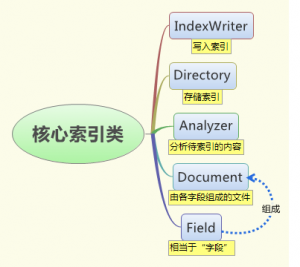 核心索引类
IndexWriter
写入索引
Directory
存储索引
Analyzer
分析待索引的内容
Document
由各字段组成的文件
组成
Field
相当于“字段”